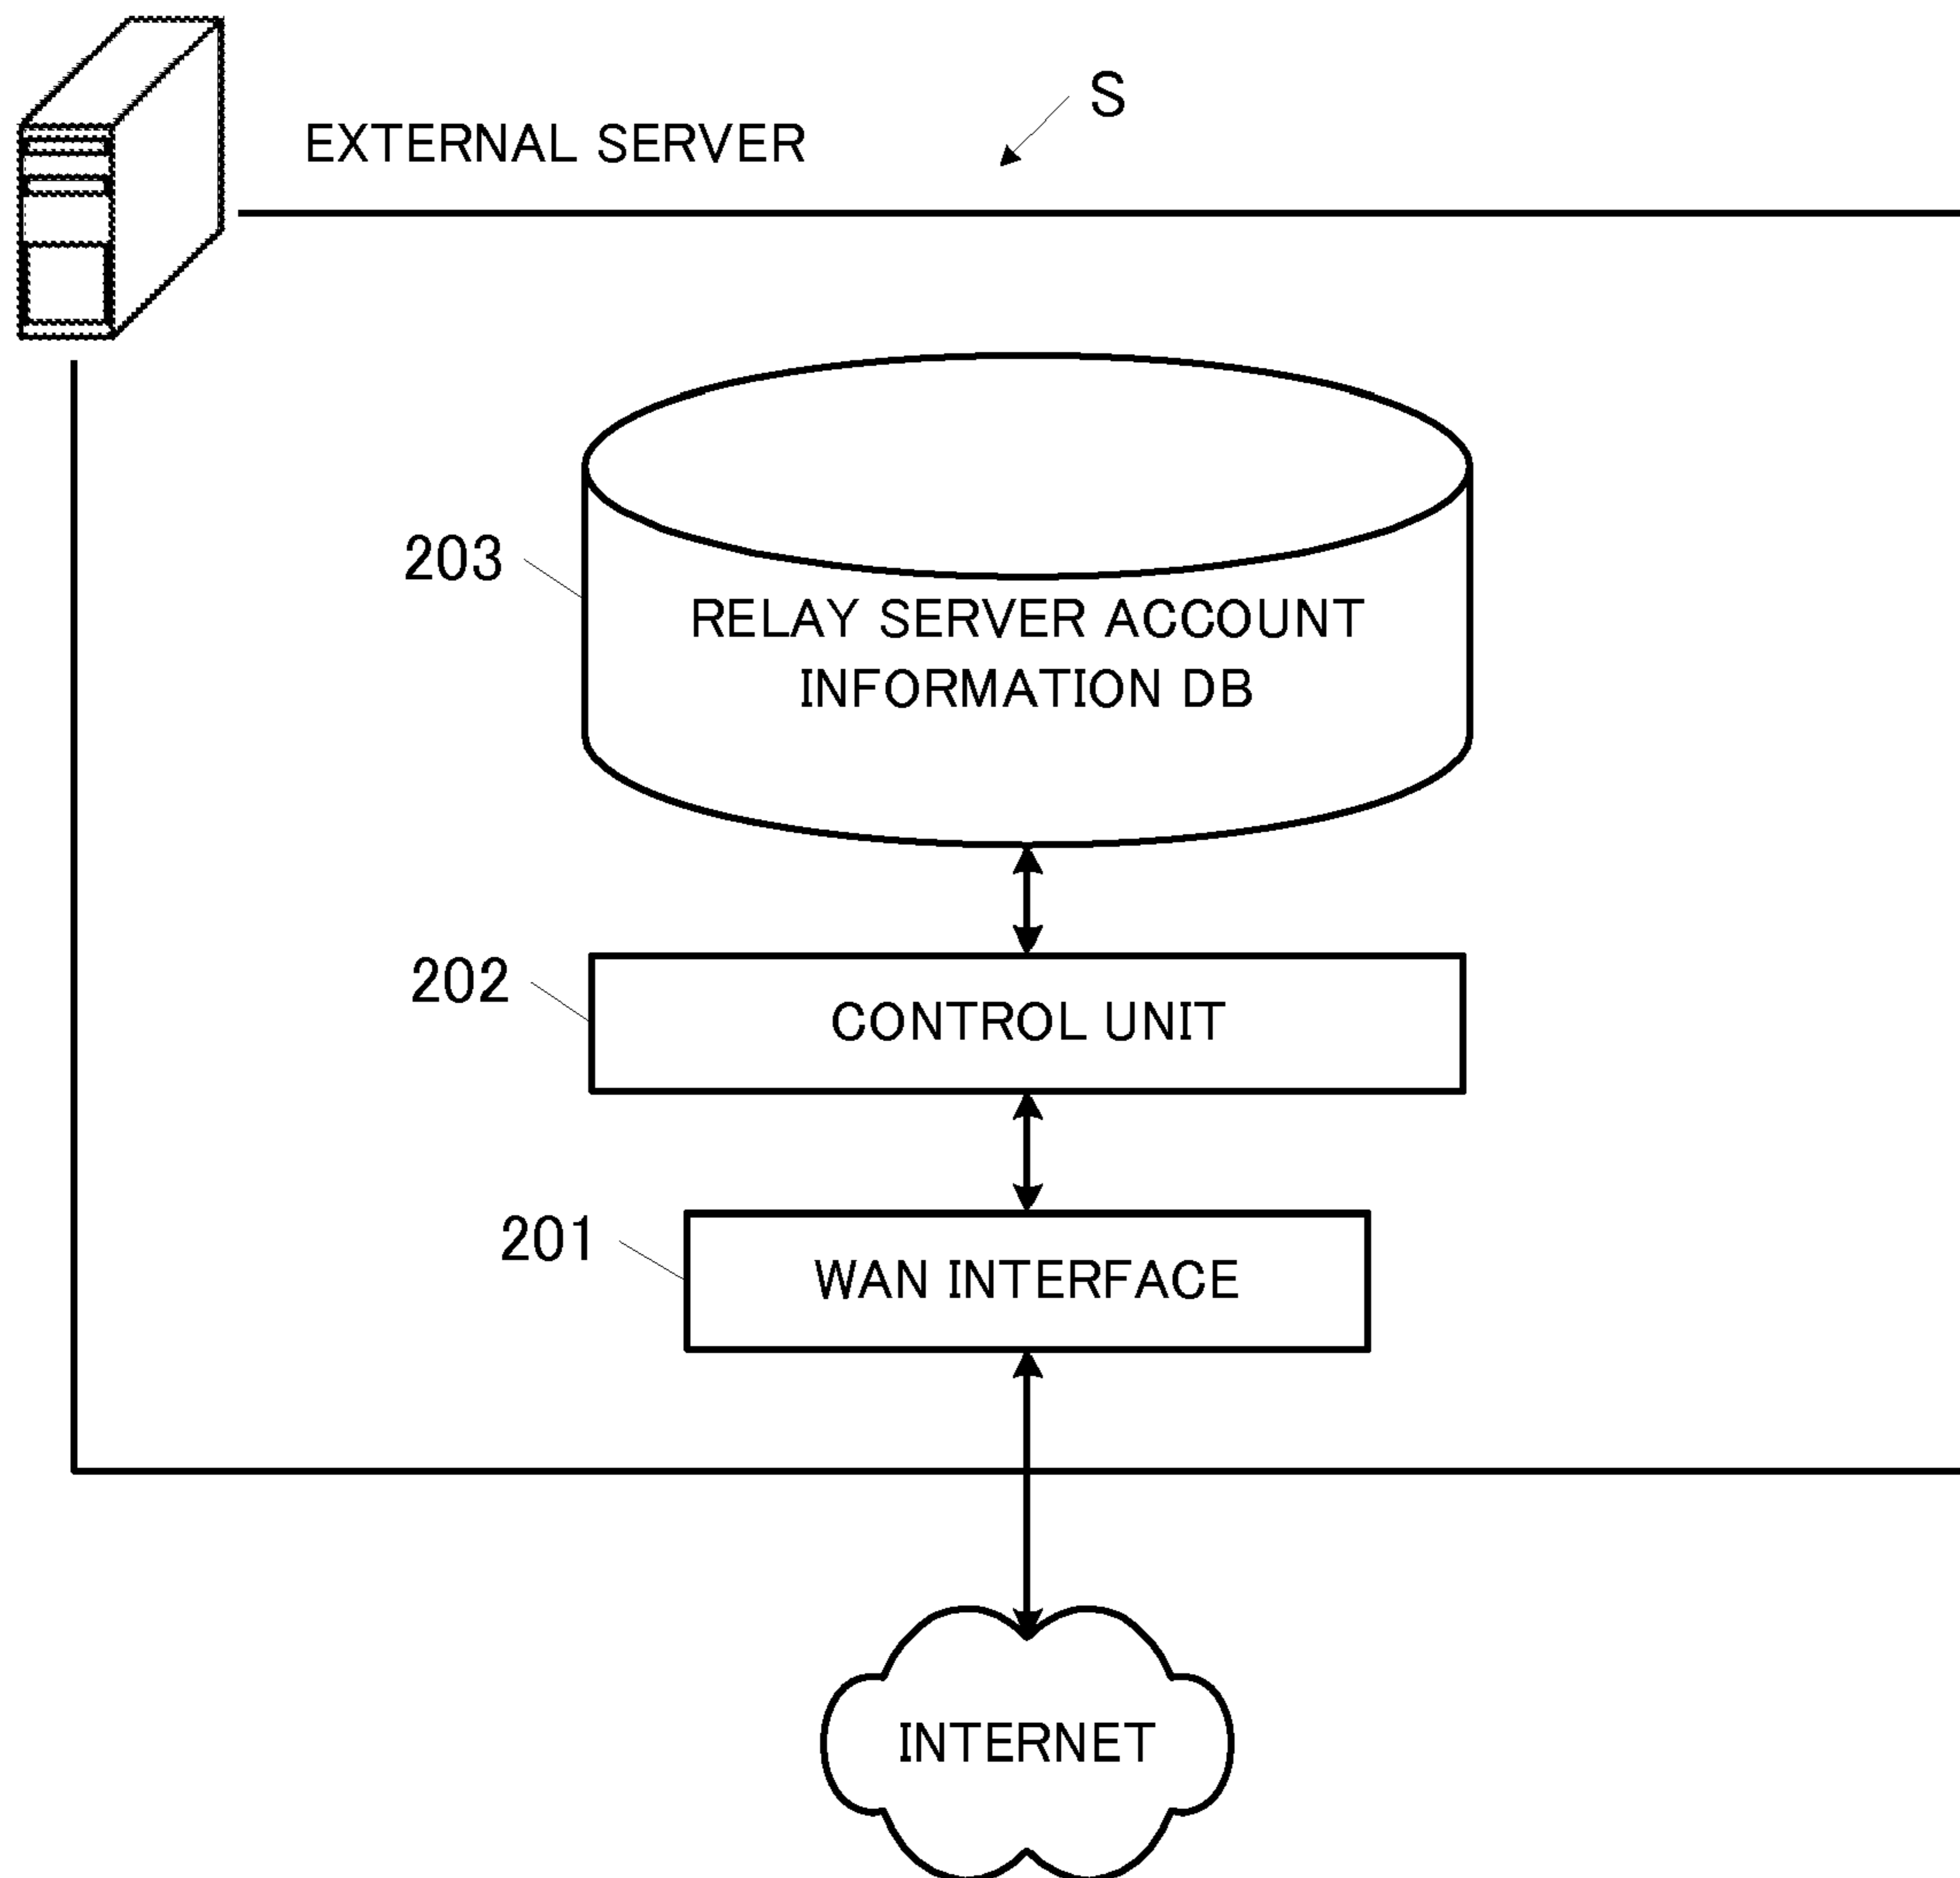 S
EXTERNAL SERVER
203
RELAY SERVER ACCOUNT
INFORMATION DB
202
CONTROL UNIT
201
WAN INTERFACE
INTERNET